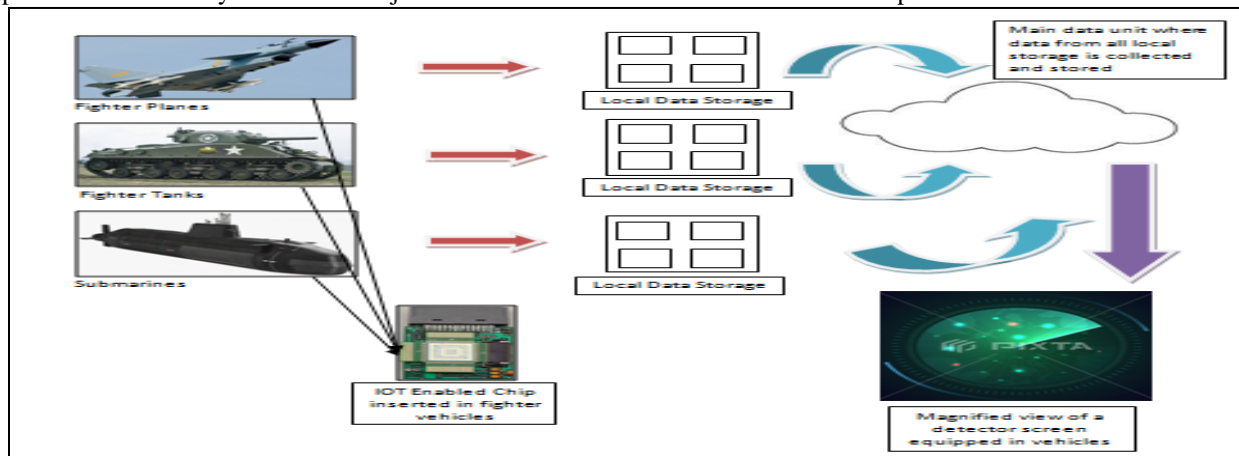 Main data unit where
data from all local
storage is collected
and stored
Fighter Planes
Local Data Storage
Fighter Tanks
Local Data Storage
Submarines
Local Data Storage
IOT Enabled Chip
inserted in fighter
vehicles
PIXTA
Magnified view of a
detector screen
equipped in vehicles